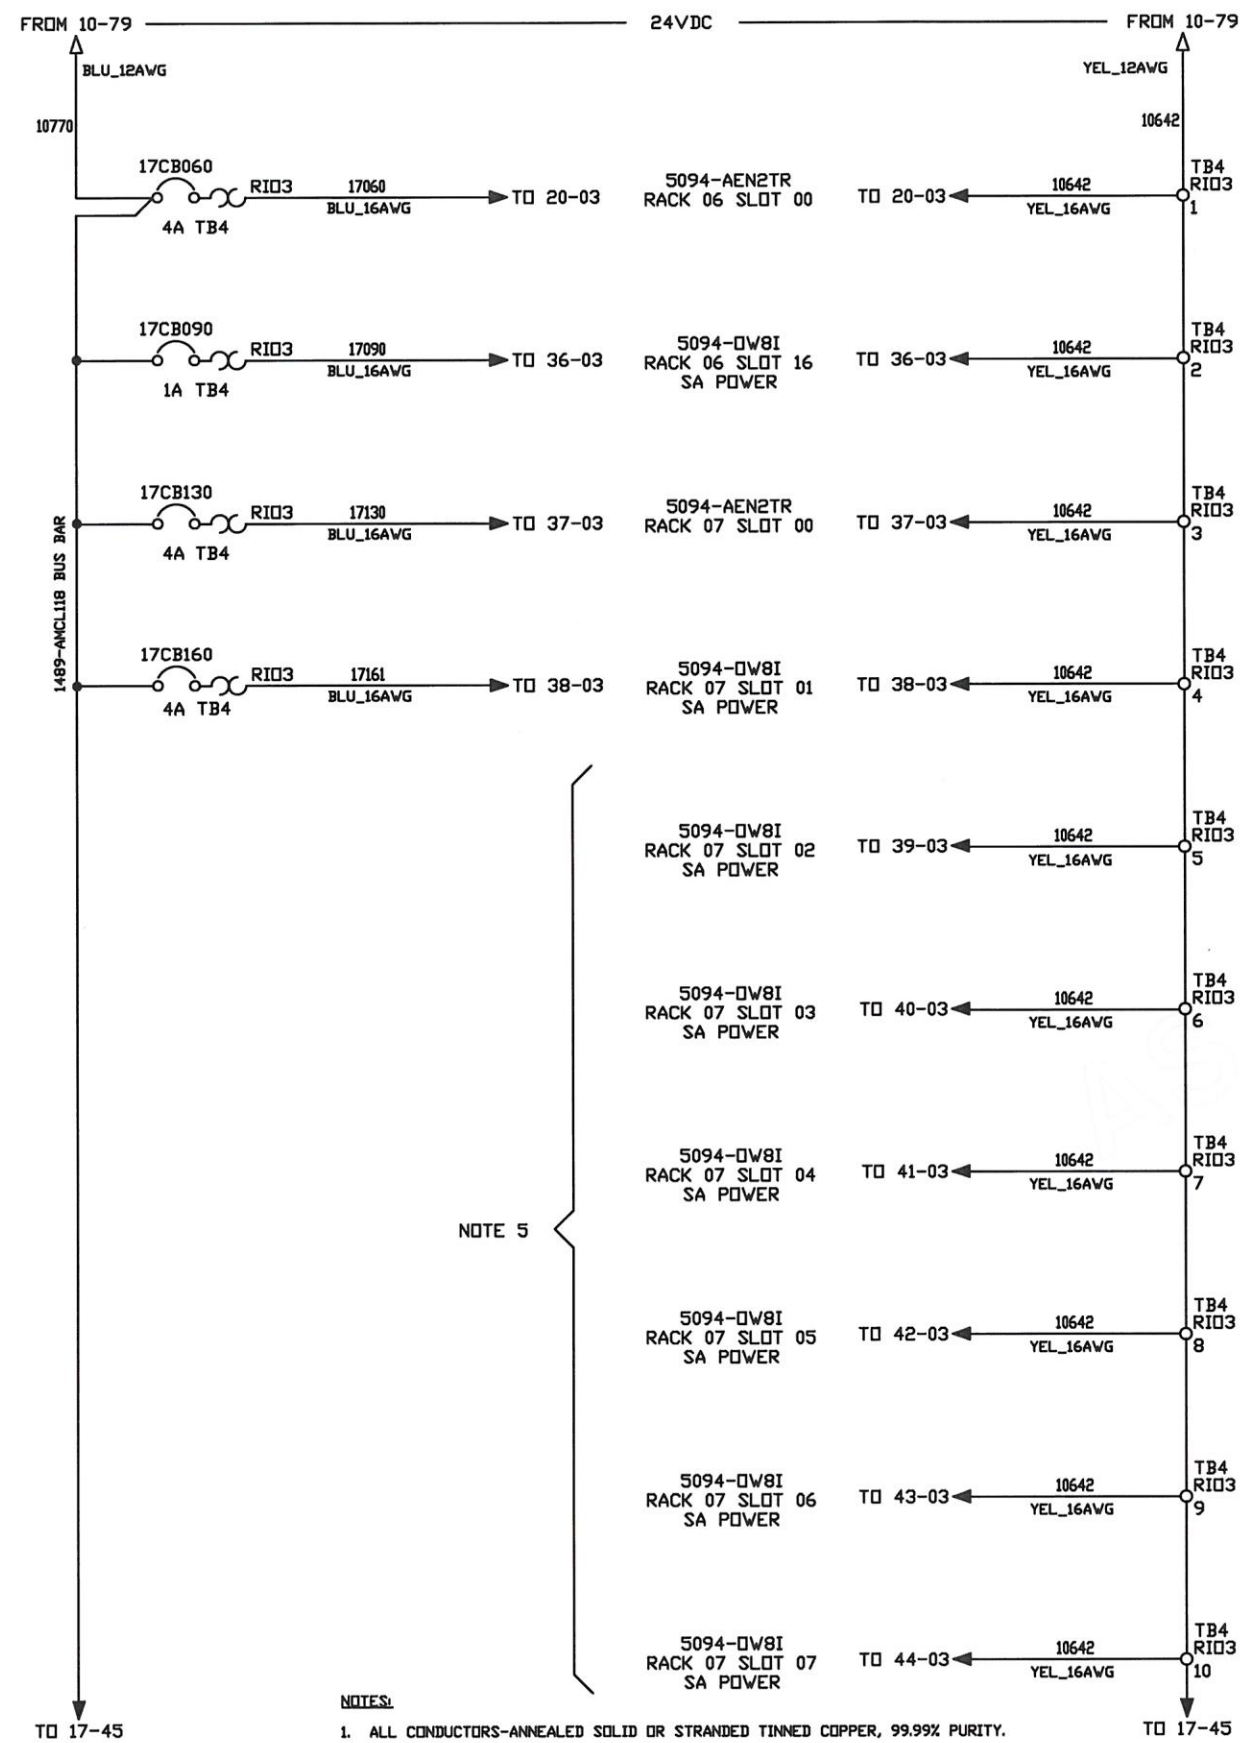 FROM 10-79 24VDC FROM 10-79
BLU_12AWG YEL_12AWG
10770 10642
17CB060
RIO3 17060
BLU_16AWG
TO 20-03
4A TB4
5094-AEN2TR
RACK 06 SLOT 00
TO 20-03
10642
YEL_16AWG
TB4
RIO3
1
17CB090
RIO3 17090
BLU_16AWG
TO 36-03
1A TB4
5094-OW8I
RACK 06 SLOT 16
SA POWER
TO 36-03
10642
YEL_16AWG
TB4
RIO3
2
17CB130
RIO3 17130
BLU_16AWG
TO 37-03
4A TB4
5094-AEN2TR
RACK 07 SLOT 00
TO 37-03
10642
YEL_16AWG
TB4
RIO3
3
1489-AMCL118 BUS BAR
17CB160
RIO3 17161
BLU_16AWG
TO 38-03
4A TB4
5094-OW8I
RACK 07 SLOT 01
SA POWER
TO 38-03
10642
YEL_16AWG
TB4
RIO3
4
5094-OW8I
RACK 07 SLOT 02
SA POWER
TO 39-03
10642
YEL_16AWG
TB4
RIO3
5
5094-OW8I
RACK 07 SLOT 03
SA POWER
TO 40-03
10642
YEL_16AWG
TB4
RIO3
6
5094-OW8I
RACK 07 SLOT 04
SA POWER
TO 41-03
10642
YEL_16AWG
TB4
RIO3
7
NOTE 5
5094-OW8I
RACK 07 SLOT 05
SA POWER
TO 42-03
10642
YEL_16AWG
TB4
RIO3
8
5094-OW8I
RACK 07 SLOT 06
SA POWER
TO 43-03
10642
YEL_16AWG
TB4
RIO3
9
5094-OW8I
RACK 07 SLOT 07
SA POWER
TO 44-03
10642
YEL_16AWG
TB4
RIO3
10
TO 17-45
NOTES:
1. ALL CONDUCTORS-ANNEALED SOLID OR STRANDED TINNED COPPER, 99.99% PURITY.
TO 17-45